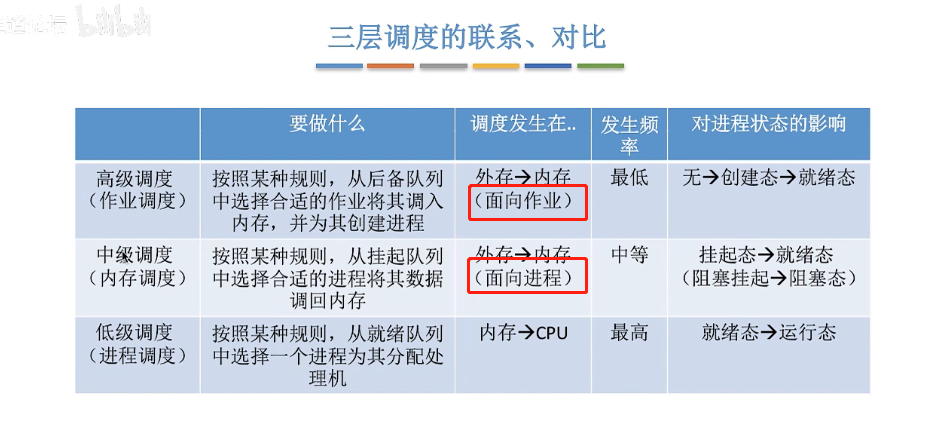 bilibili
三层调度的联系、对比
要做什么
调度发生在..
发生频
率
对进程状态的影响
高级调度
（作业调度）
按照某种规则，从后备队列
中选择合适的作业将其调入
内存，并为其创建进程
外存→内存
（面向作业）
最低
无→创建态→就绪态
中级调度
（内存调度）
按照某种规则，从挂起队列
中选择合适的进程将其数据
调回内存
外存→内存
（面向进程）
中等
挂起态→就绪态
（阻塞挂起→阻塞态）
低级调度
（进程调度）
按照某种规则，从就绪队列
中选择一个进程为其分配处
理机
内存→CPU
最高
就绪态→运行态